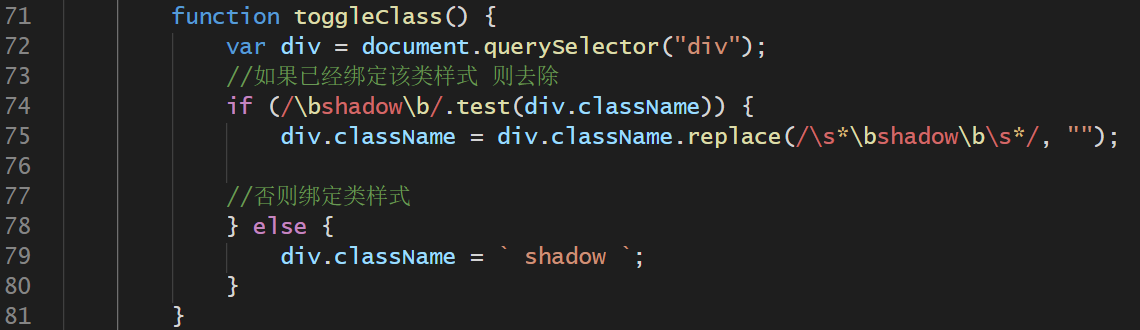 71 function toggleClass() {
72 var div = document.querySelector("div");
73 //如果已经绑定该类样式 则去除
74 if (/\bshadow\b/.test(div.className)) {
75 div.className = div.className.replace(/\s*\bshadow\b\s*/, "");
76
77 //否则绑定类样式
78 } else {
79 div.className = ` shadow `;
80 }
81 }